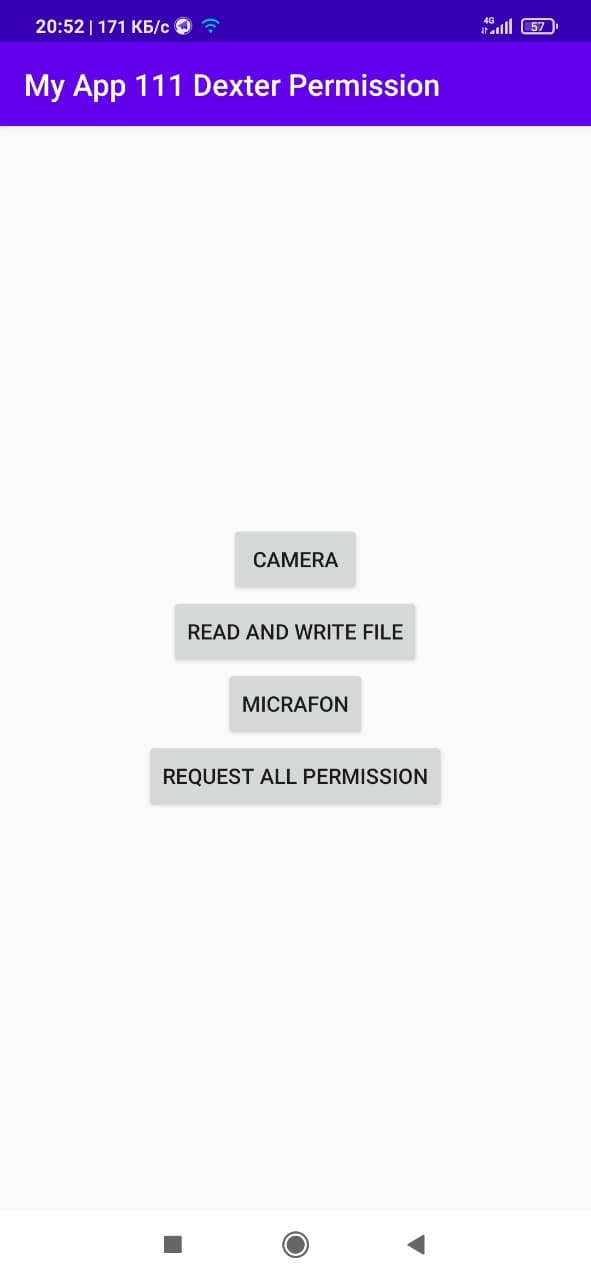 20:52 | 171 КБ/с
4G
57
My App 111 Dexter Permission
CAMERA
READ AND WRITE FILE
MICRAFON
REQUEST ALL PERMISSION